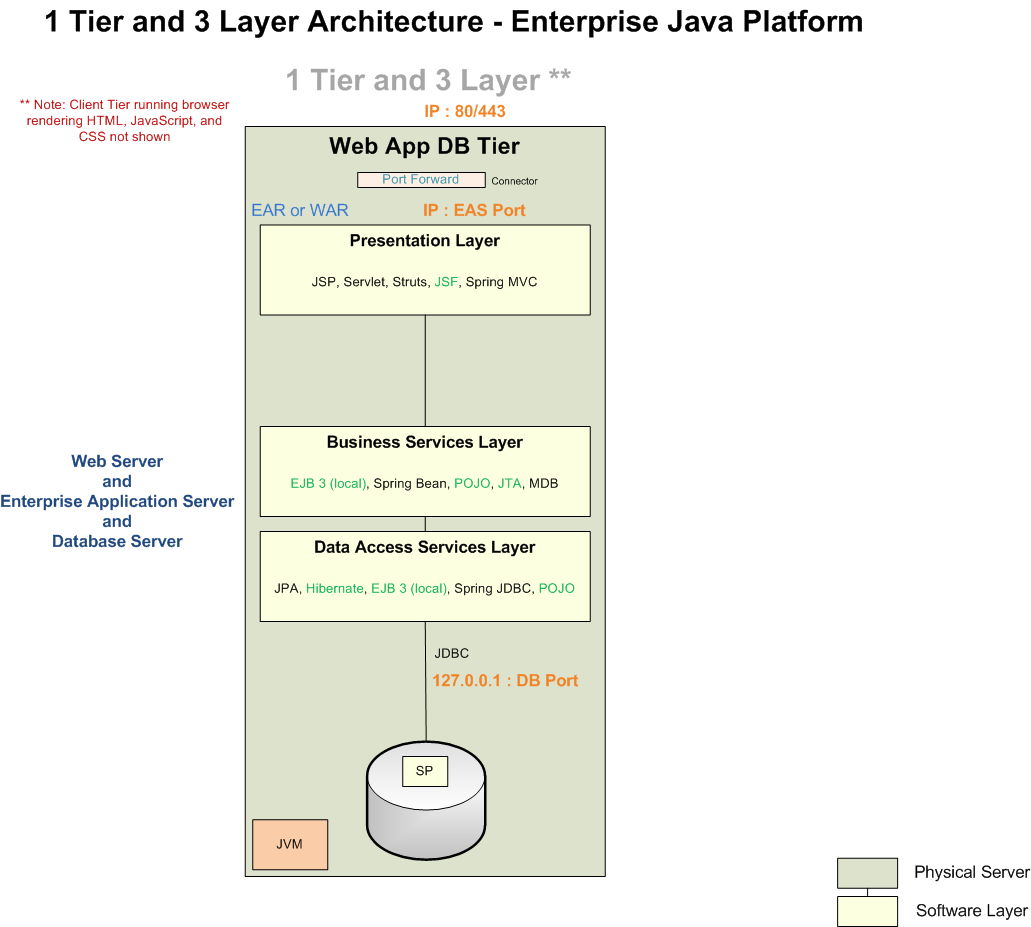 1 Tier and 3 Layer Architecture - Enterprise Java Platform
1 Tier and 3 Layer **
** Note: Client Tier running browser
rendering HTML, JavaScript, and
CSS not shown
IP : 80/443
Web App DB Tier
Port Forward
Connector
EAR or WAR
IP : EAS Port
Presentation Layer
JSP, Servlet, Struts, JSF, Spring MVC
Business Services Layer
EJB 3 (local), Spring Bean, POJO, JTA, MDB
Web Server
and
Enterprise Application Server
and
Database Server
Data Access Services Layer
JPA, Hibernate, EJB 3 (local), Spring JDBC, POJO
JDBC
127.0.0.1 : DB Port
SP
JVM
Physical Server
Software Layer